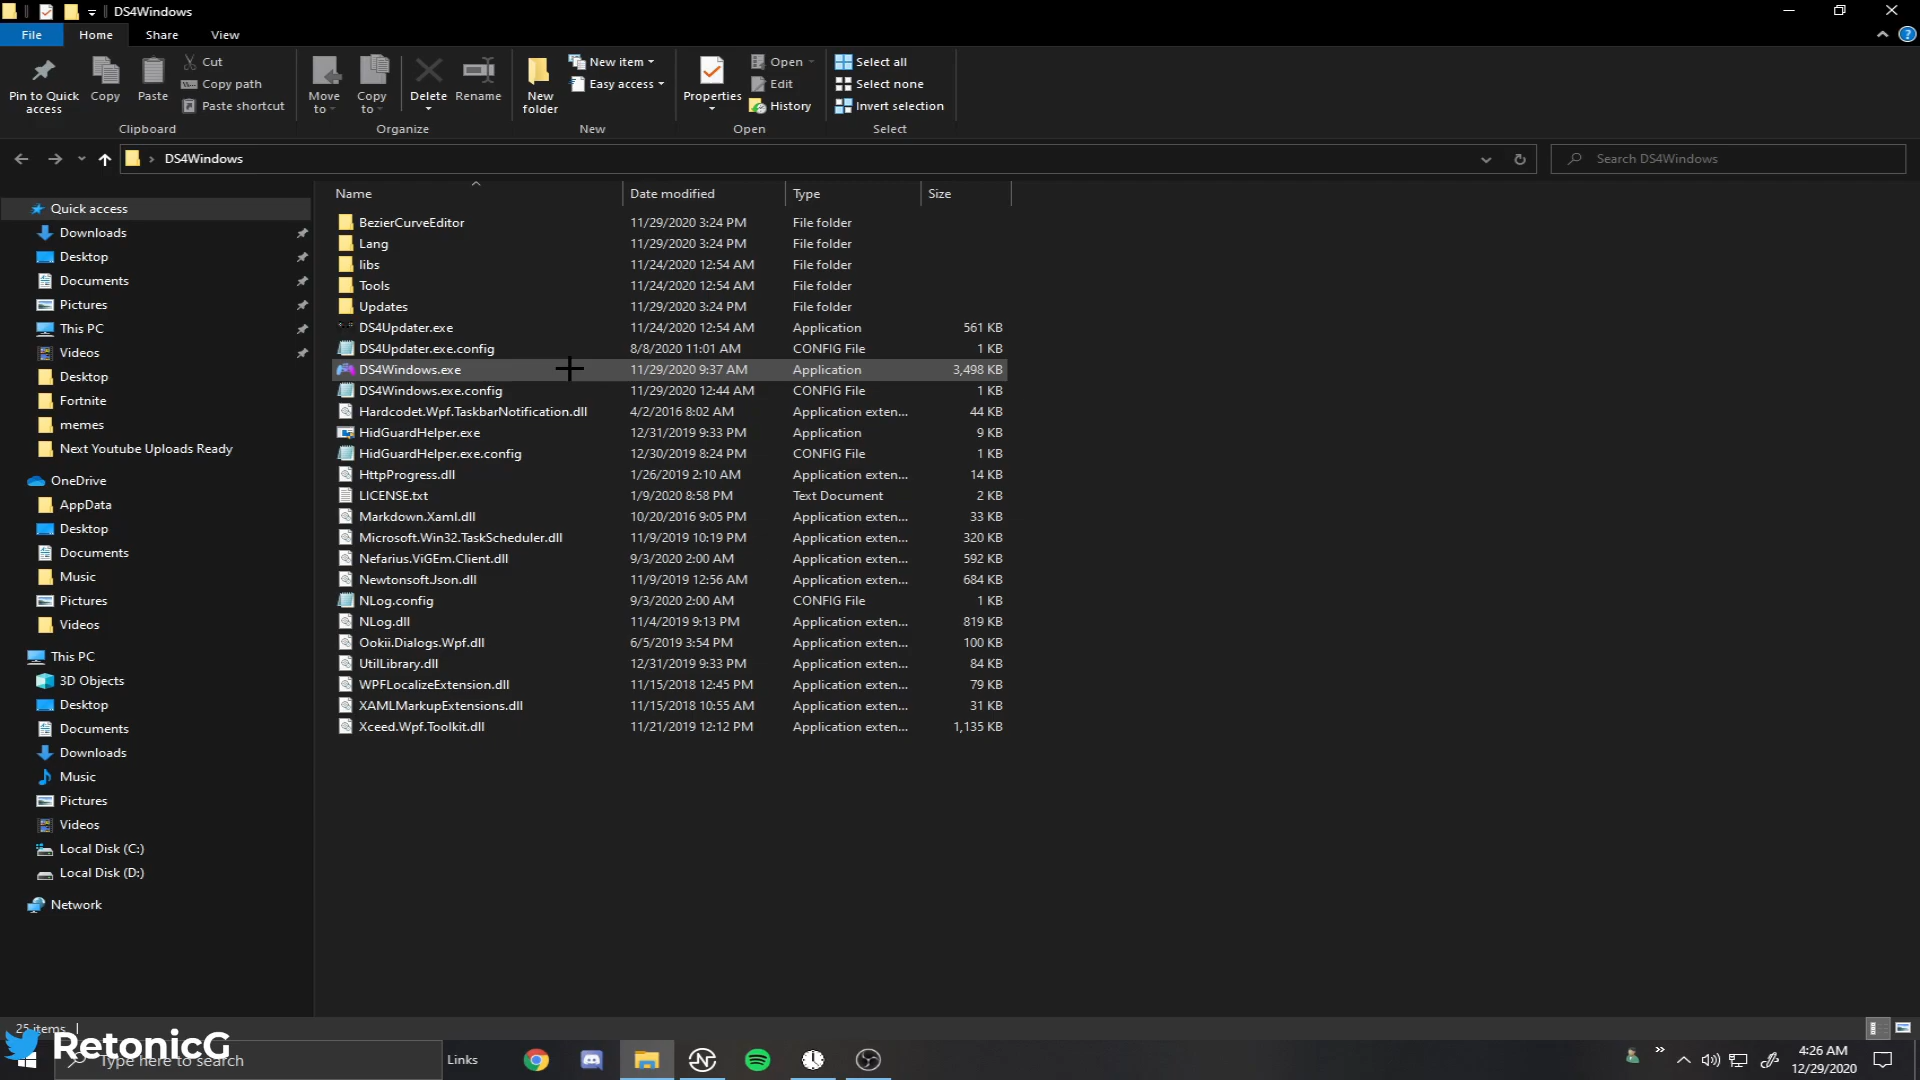 DS4Windows
File Home Share View
Pin to Quick access
Copy
Paste
Cut
Copy path
Paste shortcut
Clipboard
Move to
Copy to
Delete
Rename
Organize
New folder
New item
Easy access
New
Properties
Open
Edit
History
Open
Select all
Select none
Invert selection
Select
DS4Windows
Search DS4Windows
Quick access
Downloads
Desktop
Documents
Pictures
This PC
Videos
Desktop
Fortnite
memes
Next Youtube Uploads Ready
OneDrive
AppData
Desktop
Documents
Music
Pictures
Videos
This PC
3D Objects
Desktop
Documents
Downloads
Music
Pictures
Videos
Local Disk (C:)
Local Disk (D:)
Network
Name Date modified Type Size
BezierCurveEditor 11/29/2020 3:24 PM File folder
Lang 11/29/2020 3:24 PM File folder
libs 11/24/2020 12:54 AM File folder
Tools 11/24/2020 12:54 AM File folder
Updates 11/29/2020 3:24 PM File folder
DS4Updater.exe 11/24/2020 12:54 AM Application 561 KB
DS4Updater.exe.config 8/8/2020 11:01 AM CONFIG File 1 KB
DS4Windows.exe 11/29/2020 9:37 AM Application 3,498 KB
DS4Windows.exe.config 11/29/2020 12:44 AM CONFIG File 1 KB
Hardcodet.Wpf.TaskbarNotification.dll 4/2/2016 8:02 AM Application exten... 44 KB
HidGuardHelper.exe 12/31/2019 9:33 PM Application 9 KB
HidGuardHelper.exe.config 12/30/2019 8:24 PM CONFIG File 1 KB
HttpProgress.dll 1/26/2019 2:10 AM Application exten... 14 KB
LICENSE.txt 1/9/2020 8:58 PM Text Document 2 KB
Markdown.Xaml.dll 10/20/2016 9:05 PM Application exten... 33 KB
Microsoft.Win32.TaskScheduler.dll 11/9/2019 10:19 PM Application exten... 320 KB
Nefarius.ViGEm.Client.dll 9/3/2020 2:00 AM Application exten... 592 KB
Newtonsoft.Json.dll 11/9/2019 12:56 AM Application exten... 684 KB
NLog.config 9/3/2020 2:00 AM CONFIG File 1 KB
NLog.dll 11/4/2019 9:13 PM Application exten... 819 KB
Ookii.Dialogs.Wpf.dll 6/5/2019 3:54 PM Application exten... 100 KB
UtilLibrary.dll 12/31/2019 9:33 PM Application exten... 84 KB
WPFLocalizeExtension.dll 11/15/2018 12:45 PM Application exten... 79 KB
XAMLMarkupExtensions.dll 11/15/2018 10:55 AM Application exten... 31 KB
Xceed.Wpf.Toolkit.dll 11/21/2019 12:12 PM Application exten... 1,135 KB
25 items
RetonicG
Type here to search
Links
4:26 AM
12/29/2020